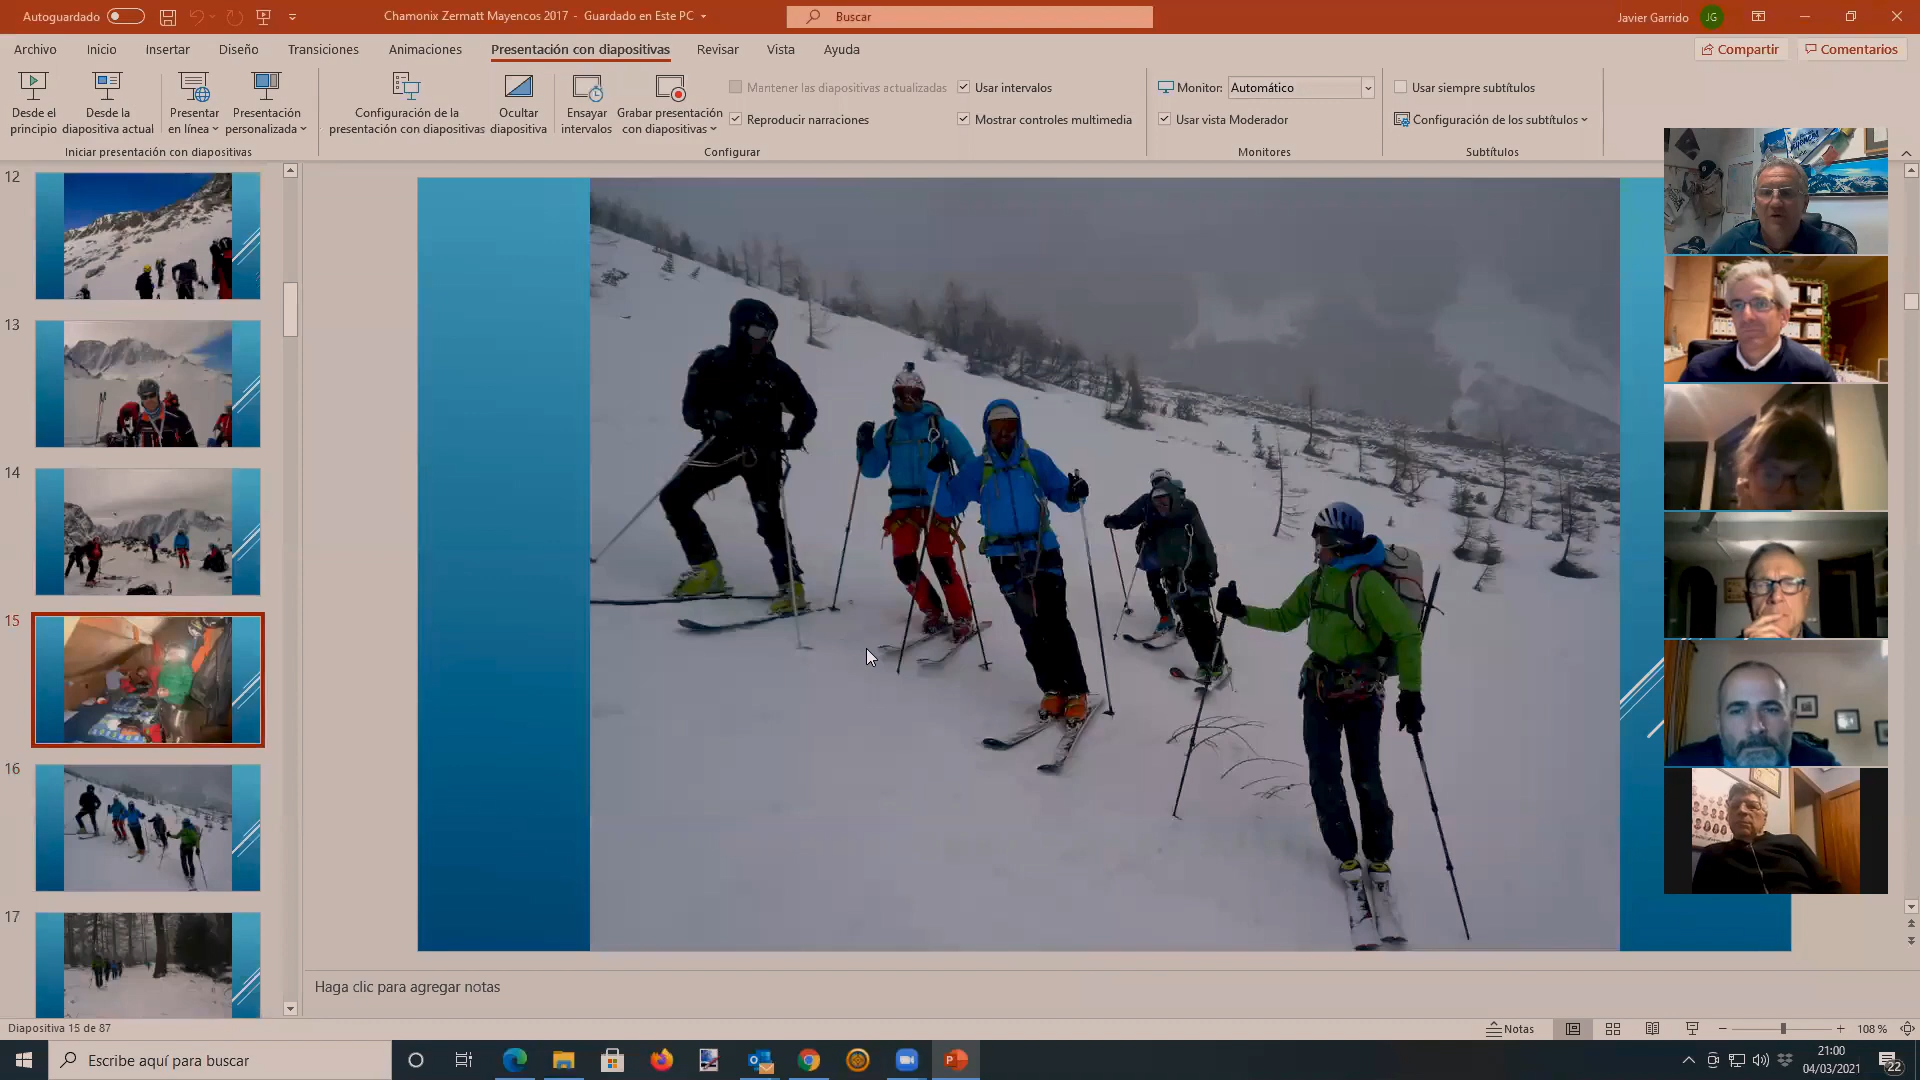 Autoguardado
Chamonix Zermatt Mayencos 2017 - Guardado en Este PC
Buscar
Javier Garrido
JG
Archivo
Inicio
Insertar
Diseño
Transiciones
Animaciones
Presentación con diapositivas
Revisar
Vista
Ayuda
Compartir
Comentarios
Desde el
principio
Desde la
diapositiva actual
Presentar
en línea
Presentación
personalizada
Iniciar presentación con diapositivas
Configuración de la
presentación con diapositivas
Ocultar
diapositiva
Ensayar
intervalos
Grabar presentación
con diapositivas
Mantener las diapositivas actualizadas
Reproducir narraciones
Usar intervalos
Mostrar controles multimedia
Configurar
Monitor:
Automático
Usar vista Moderador
Monitores
Usar siempre subtítulos
Configuración de los subtítulos
Subtítulos
12
13
14
15
16
17
Haga clic para agregar notas
Diapositiva 15 de 87
Notas
108 %
Escribe aquí para buscar
21:00
04/03/2021
22